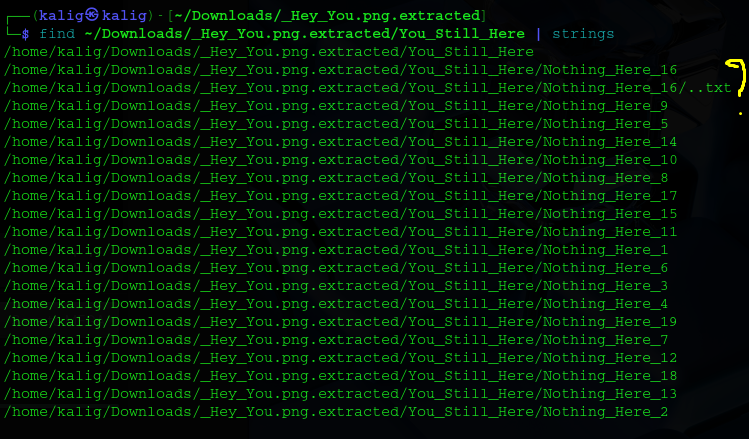 ┌──(kalig㉿kalig)-[~/Downloads/_Hey_You.png.extracted]
└─$ find ~/Downloads/_Hey_You.png.extracted/You_Still_Here | strings
/home/kalig/Downloads/_Hey_You.png.extracted/You_Still_Here
/home/kalig/Downloads/_Hey_You.png.extracted/You_Still_Here/Nothing_Here_16
/home/kalig/Downloads/_Hey_You.png.extracted/You_Still_Here/Nothing_Here_16/..txt
/home/kalig/Downloads/_Hey_You.png.extracted/You_Still_Here/Nothing_Here_9
/home/kalig/Downloads/_Hey_You.png.extracted/You_Still_Here/Nothing_Here_5
/home/kalig/Downloads/_Hey_You.png.extracted/You_Still_Here/Nothing_Here_14
/home/kalig/Downloads/_Hey_You.png.extracted/You_Still_Here/Nothing_Here_10
/home/kalig/Downloads/_Hey_You.png.extracted/You_Still_Here/Nothing_Here_8
/home/kalig/Downloads/_Hey_You.png.extracted/You_Still_Here/Nothing_Here_17
/home/kalig/Downloads/_Hey_You.png.extracted/You_Still_Here/Nothing_Here_15
/home/kalig/Downloads/_Hey_You.png.extracted/You_Still_Here/Nothing_Here_11
/home/kalig/Downloads/_Hey_You.png.extracted/You_Still_Here/Nothing_Here_1
/home/kalig/Downloads/_Hey_You.png.extracted/You_Still_Here/Nothing_Here_6
/home/kalig/Downloads/_Hey_You.png.extracted/You_Still_Here/Nothing_Here_3
/home/kalig/Downloads/_Hey_You.png.extracted/You_Still_Here/Nothing_Here_4
/home/kalig/Downloads/_Hey_You.png.extracted/You_Still_Here/Nothing_Here_19
/home/kalig/Downloads/_Hey_You.png.extracted/You_Still_Here/Nothing_Here_7
/home/kalig/Downloads/_Hey_You.png.extracted/You_Still_Here/Nothing_Here_12
/home/kalig/Downloads/_Hey_You.png.extracted/You_Still_Here/Nothing_Here_18
/home/kalig/Downloads/_Hey_You.png.extracted/You_Still_Here/Nothing_Here_13
/home/kalig/Downloads/_Hey_You.png.extracted/You_Still_Here/Nothing_Here_2